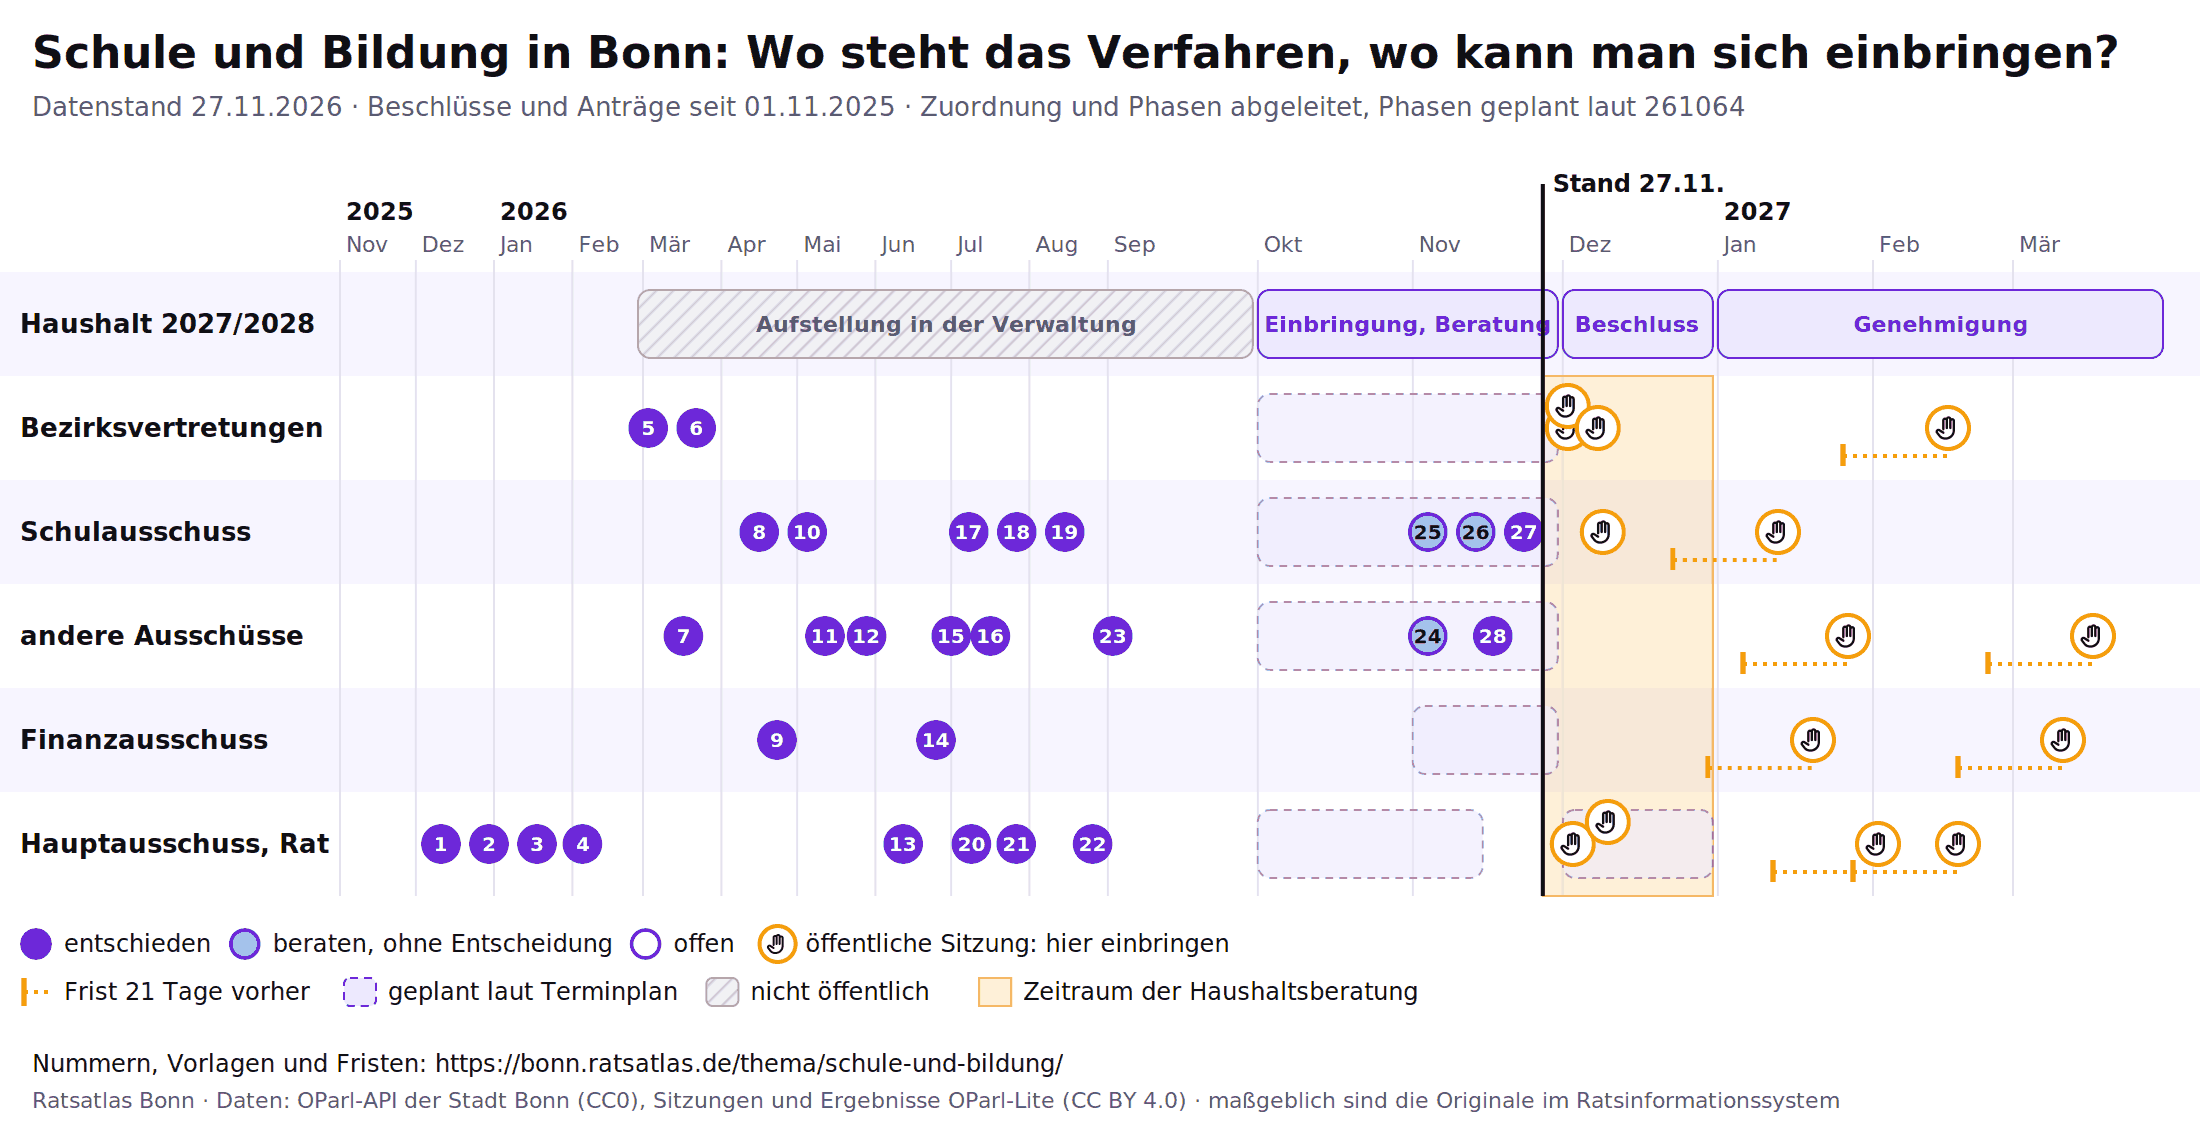 Schule und Bildung in Bonn: Wo steht das Verfahren, wo kann man sich einbringen?
Datenstand 27.11.2026 · Beschlüsse und Anträge seit 01.11.2025 · Zuordnung und Phasen abgeleitet, Phasen geplant laut 261064
Stand 27.11.
2025 2026 2027
Nov Dez Jan Feb Mär Apr Mai Jun Jul Aug Sep Okt Nov Dez Jan Feb Mär
Haushalt 2027/2028 Aufstellung in der Verwaltung Einbringung, Beratung Beschluss Genehmigung
Bezirksvertretungen 5 6
Schulausschuss 8 10 17 18 19 25 26 27
andere Ausschüsse 7 11 12 15 16 23 24 28
Finanzausschuss 9 14
Hauptausschuss, Rat 1 2 3 4 13 20 21 22
entschieden beraten, ohne Entscheidung offen öffentliche Sitzung: hier einbringen
Frist 21 Tage vorher geplant laut Terminplan nicht öffentlich Zeitraum der Haushaltsberatung
Nummern, Vorlagen und Fristen: https://bonn.ratsatlas.de/thema/schule-und-bildung/
Ratsatlas Bonn · Daten: OParl-API der Stadt Bonn (CC0), Sitzungen und Ergebnisse OParl-Lite (CC BY 4.0) · maßgeblich sind die Originale im Ratsinformationssystem